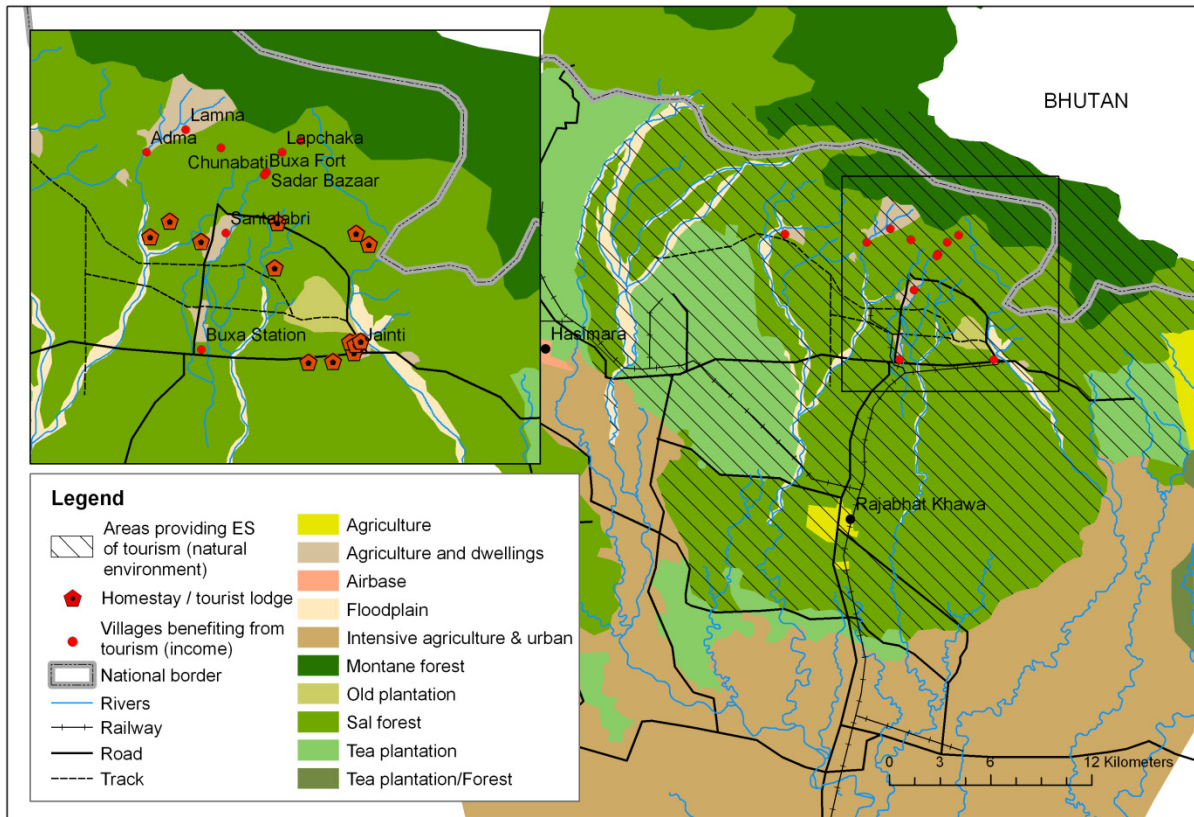 BHUTAN
Lamna
Adma
Lapchaka
Chunabati
Buxa Fort
Sadar Bazaar
Santalabri
Buxa Station
Jainti
Hasimara
Rajabhat Khawa
Legend
Areas providing ES
of tourism (natural
environment)
Homestay / tourist lodge
Villages benefiting from
tourism (income)
National border
Rivers
Railway
Road
Track
Agriculture
Agriculture and dwellings
Airbase
Floodplain
Intensive agriculture & urban
Montane forest
Old plantation
Sal forest
Tea plantation
Tea plantation/Forest
0 3 6 12 Kilometers